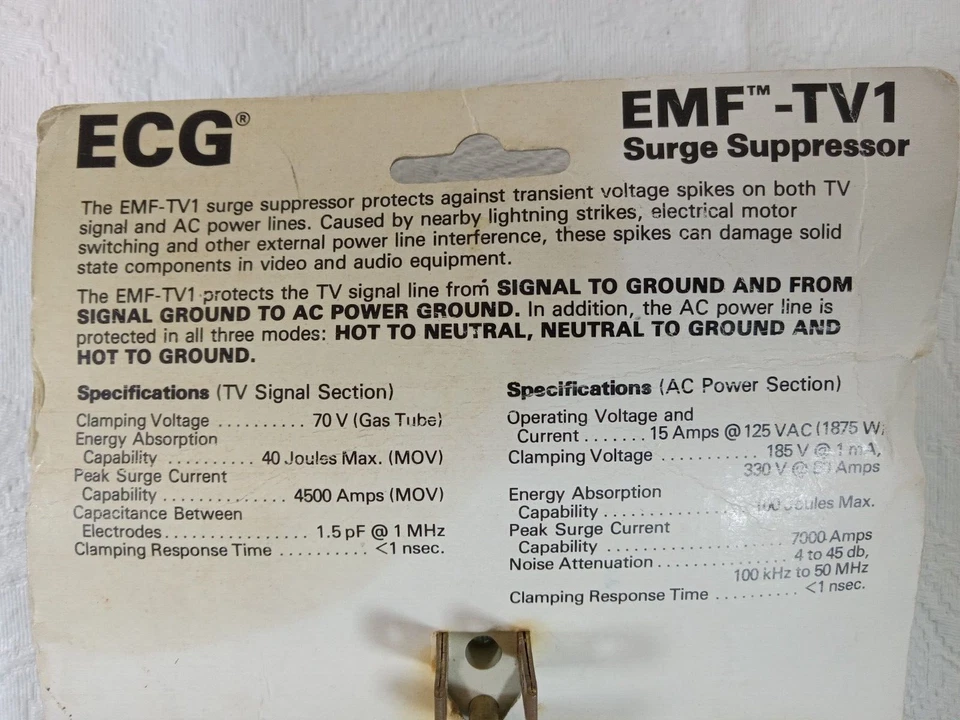 ECG®
EMF™-TV1
Surge Suppressor
The EMF-TV1 surge suppressor protects against transient voltage spikes on both TV
signal and AC power lines. Caused by nearby lightning strikes, electrical motor
switching and other external power line interference, these spikes can damage solid
state components in video and audio equipment.
The EMF-TV1 protects the TV signal line from SIGNAL TO GROUND AND FROM
SIGNAL GROUND TO AC POWER GROUND. In addition, the AC power line is
protected in all three modes: HOT TO NEUTRAL, NEUTRAL TO GROUND AND
HOT TO GROUND.
Specifications (TV Signal Section)
Clamping Voltage .......... 70 V (Gas Tube)
Energy Absorption
Capability ......... 40 Joules Max. (MOV)
Peak Surge Current
Capability ............. 4500 Amps (MOV)
Capacitance Between
Electrodes................ 1.5 pF @ 1 MHz
Clamping Response Time .......... <1 nsec.
Specifications (AC Power Section)
Operating Voltage and
Current ....... 15 Amps @ 125 VAC (1875 W)
Clamping Voltage ........... 185 V @ 1 mA,
330 V @ Amps
Energy Absorption
Capability ................ Joules Max.
Peak Surge Current
Capability .................... 7000 Amps
Noise Attenuation ............. 4 to 45 db,
100 kHz to 50 MHz
Clamping Response Time .......... <1 nsec.